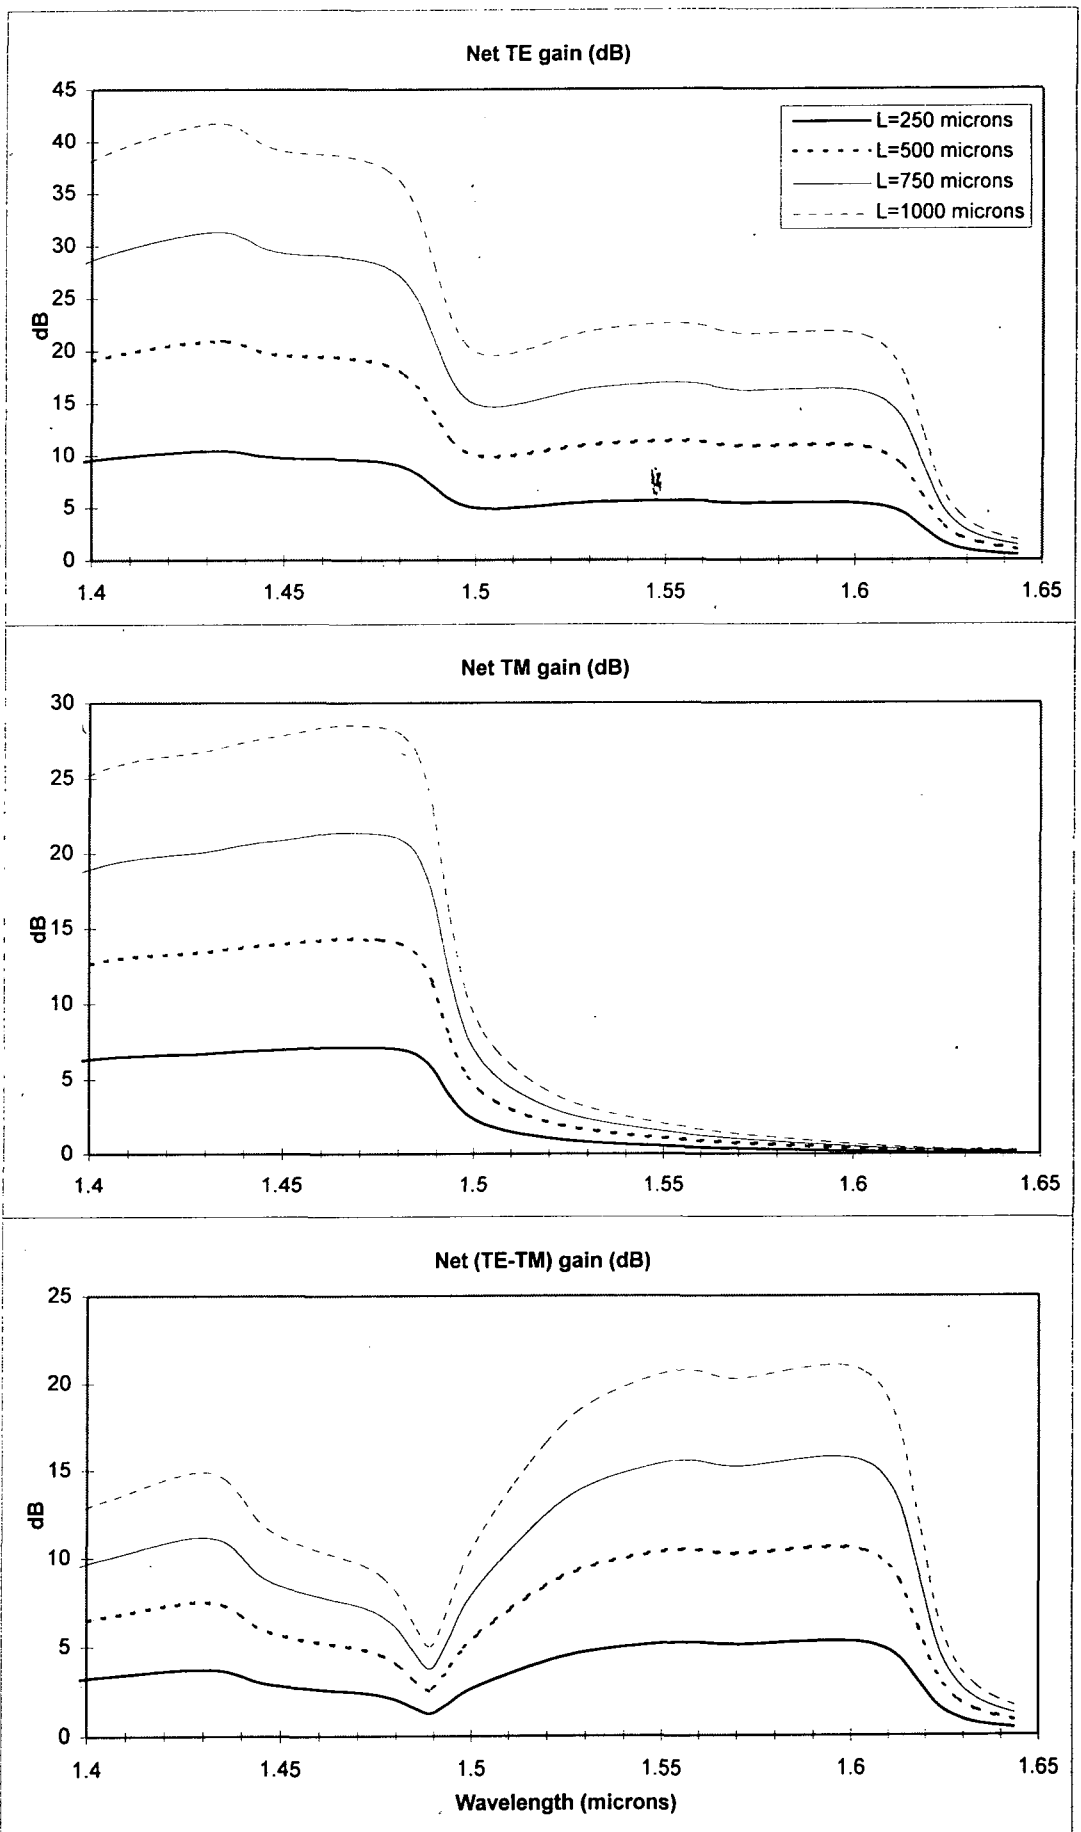 Net TE gain (dB)
45
40
35
30
25
20
15
10
5
0
dB
L=250 microns
L=500 microns
L=750 microns
L=1000 microns
1.4 1.45 1.5 1.55 1.6 1.65
Net TM gain (dB)
30
25
20
15
10
5
0
dB
1.4 1.45 1.5 1.55 1.6 1.65
Net (TE-TM) gain (dB)
25
20
15
10
5
0
dB
1.4 1.45 1.5 1.55 1.6 1.65
Wavelength (microns)